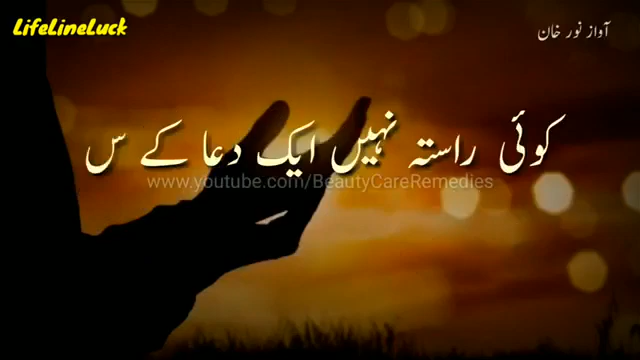 LifeLineLuck
آواز نور خان
کوئی راستہ نہیں ایک دعا کے س
www.youtube.com/BeautyCareRemedies